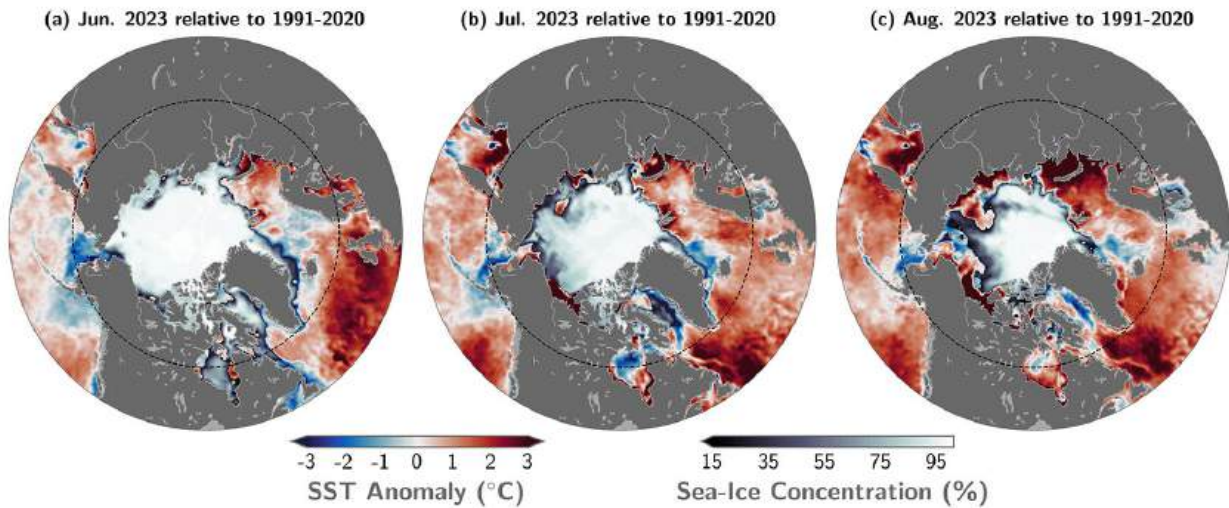 (a) Jun. 2023 relative to 1991-2020
(b) Jul. 2023 relative to 1991-2020
(c) Aug. 2023 relative to 1991-2020
-3 -2 -1 0 1 2 3
SST Anomaly (°C)
15 35 55 75 95
Sea-Ice Concentration (%)